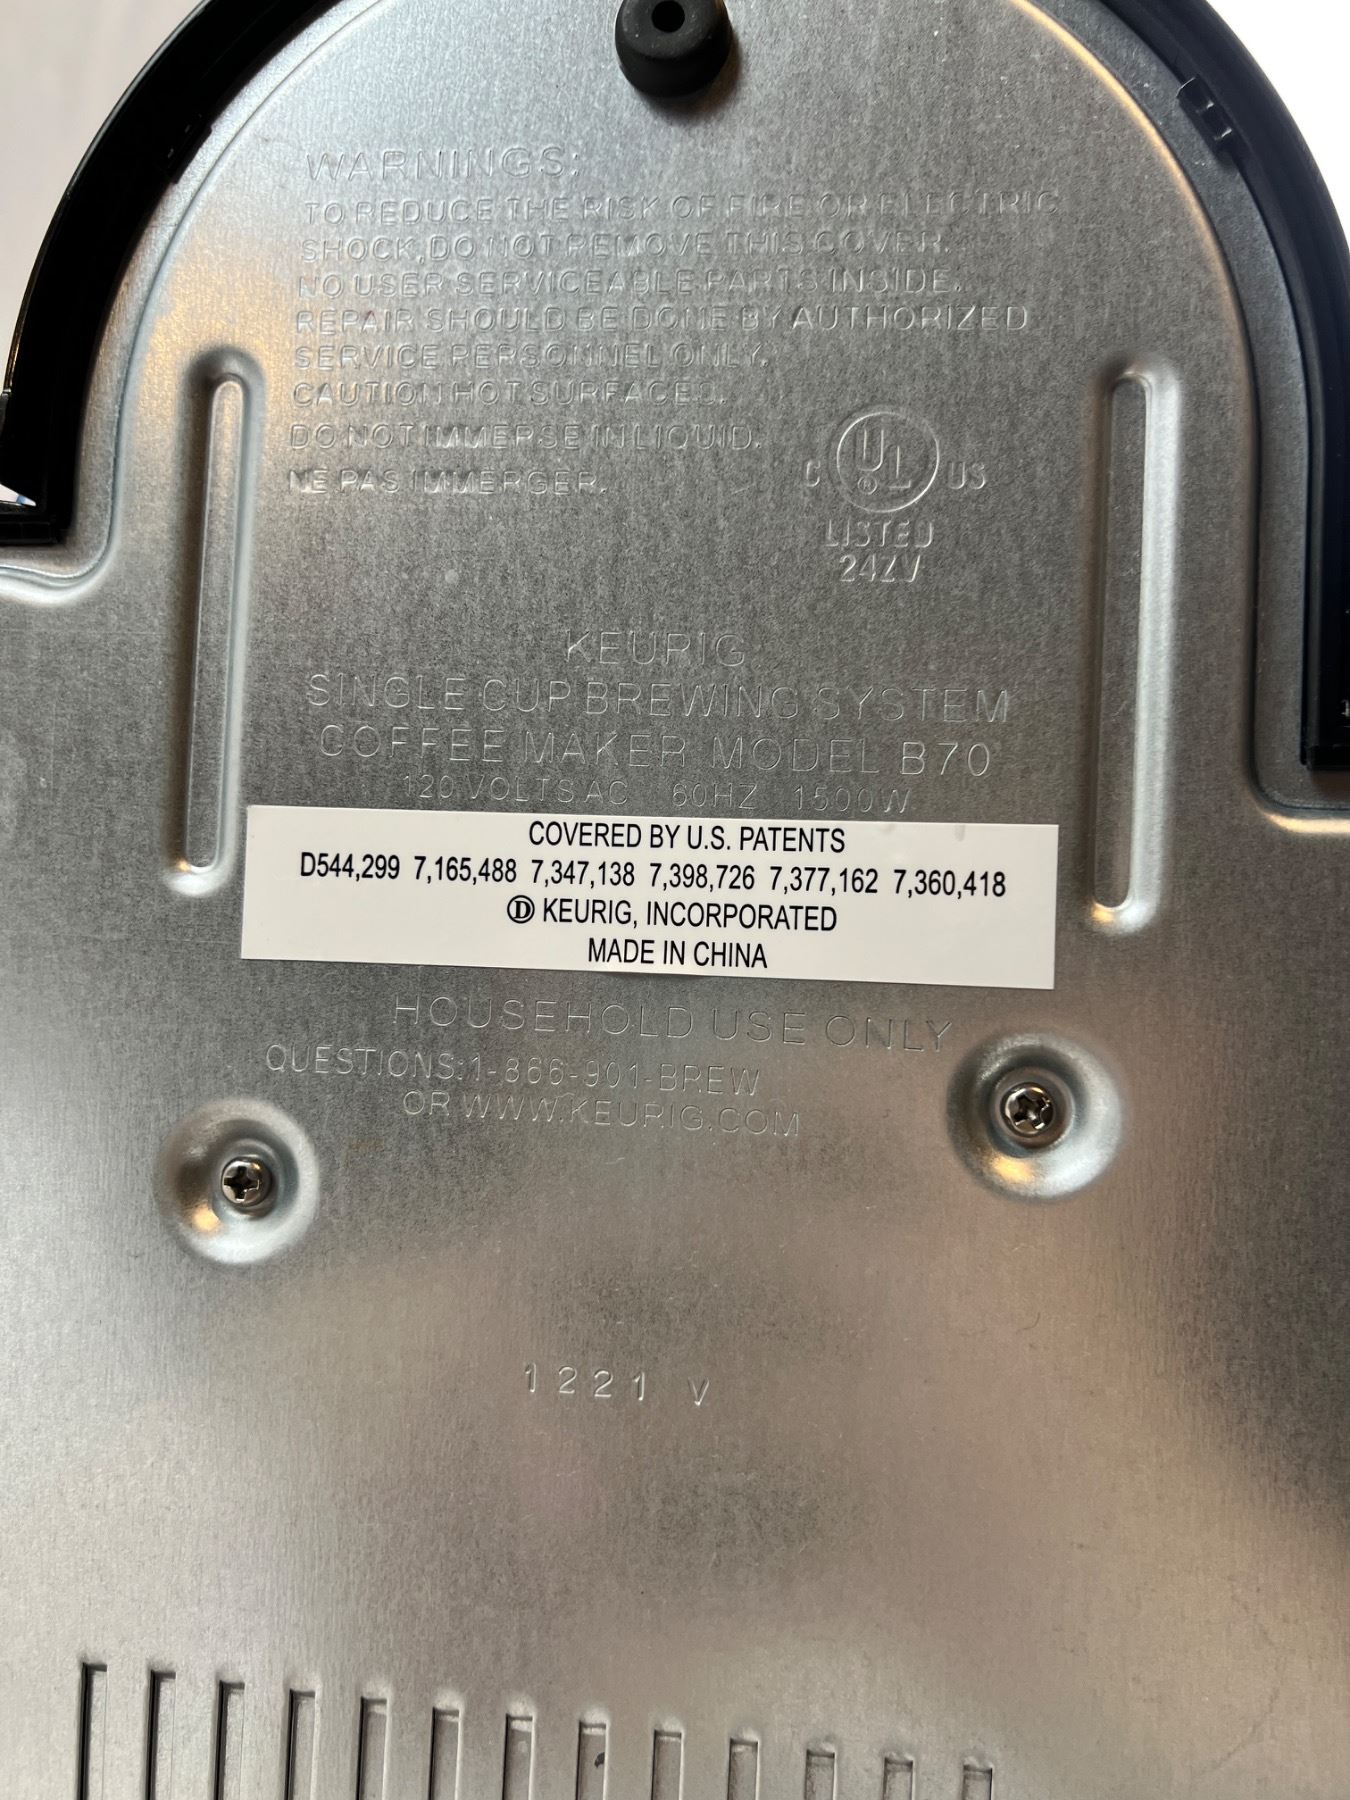 WARNINGS:
TO REDUCE THE RISK OF FIRE OR ELECTRIC
SHOCK, DO NOT REMOVE THIS COVER.
NO USER SERVICEABLE PARTS INSIDE.
REPAIR SHOULD BE DONE BY AUTHORIZED
SERVICE PERSONNEL ONLY.
CAUTION HOT SURFACES.
DO NOT IMMERSE IN LIQUID.
NE PAS IMMERGER.
C UL ® US
LISTED
24ZV
KEURIG
SINGLE CUP BREWING SYSTEM
COFFEE MAKER MODEL B70
120 VOLTS AC 60HZ 1500W
COVERED BY U.S. PATENTS
D544,299 7,165,488 7,347,138 7,398,726 7,377,162 7,360,418
Ⓓ KEURIG, INCORPORATED
MADE IN CHINA
HOUSEHOLD USE ONLY
QUESTIONS:1-866-901-BREW
OR WWW.KEURIG.COM
1221 V